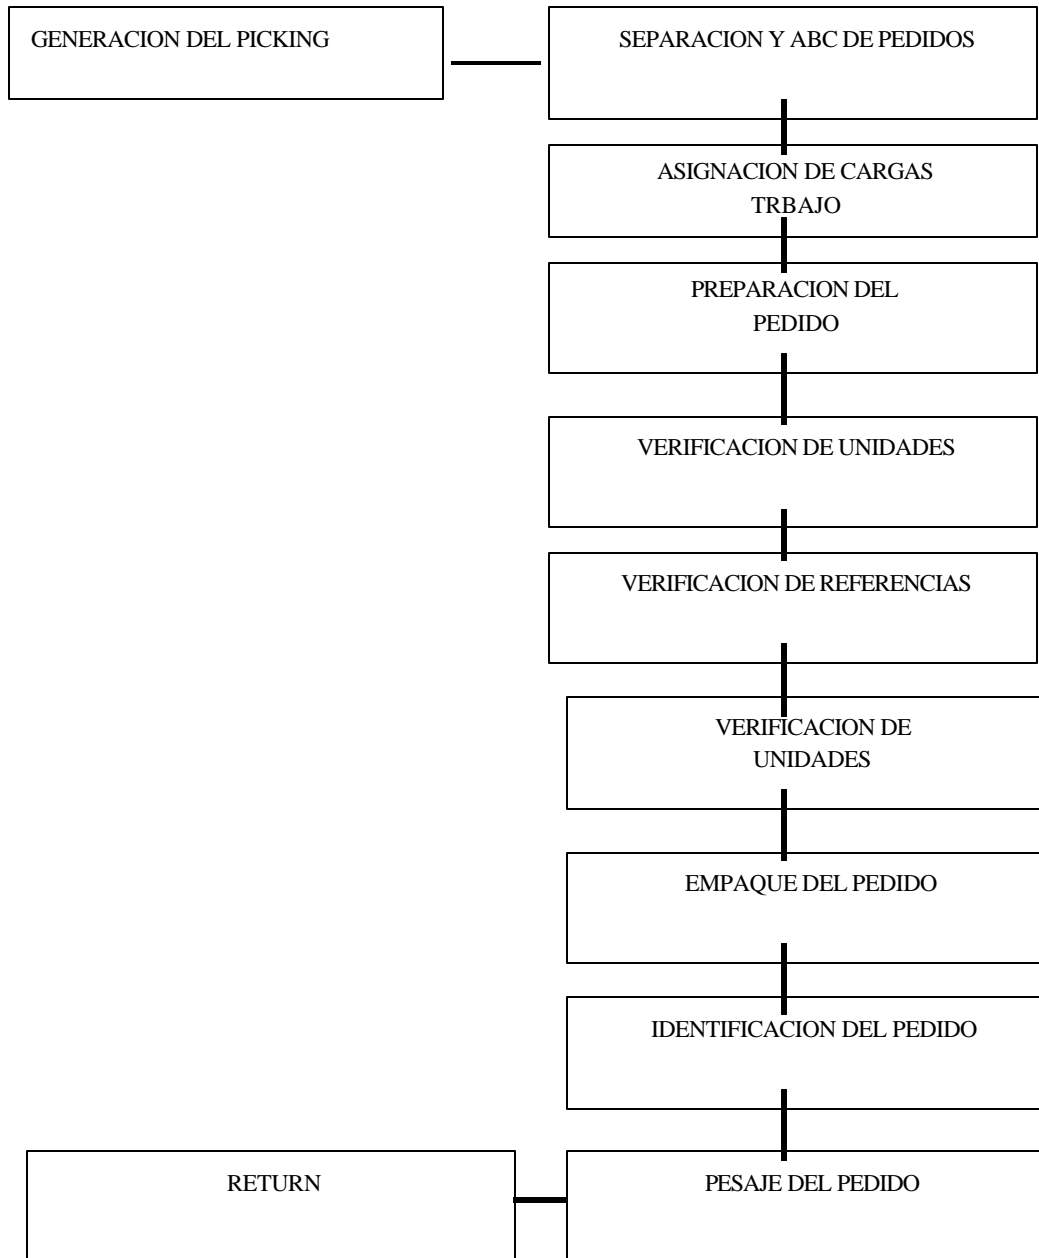 GENERACION DEL PICKING
SEPARACION Y ABC DE PEDIDOS
ASIGNACION DE CARGAS
TRBAJO
PREPARACION DEL
PEDIDO
VERIFICACION DE UNIDADES
VERIFICACION DE REFERENCIAS
VERIFICACION DE
UNIDADES
EMPAQUE DEL PEDIDO
IDENTIFICACION DEL PEDIDO
RETURN
PESAJE DEL PEDIDO